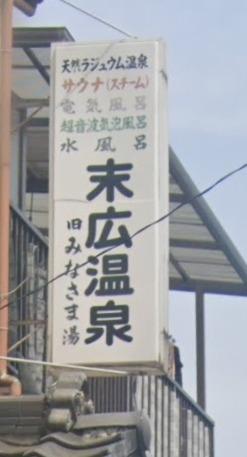 天然ラジュウム温泉
サウナ(スチーム)
電気風呂
超音波気泡風呂
水風呂
末広温泉
旧みなさま湯